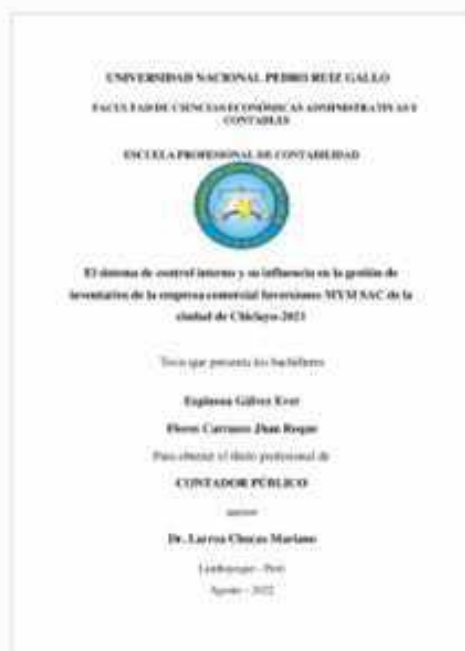 UNIVERSIDAD NACIONAL PEDRO RUIZ GALLO
FACULTAD DE CIENCIAS ECONÓMICAS ADMINISTRATIVAS Y
CONTABLES
ESCUELA PROFESIONAL DE CONTABILIDAD
El sistema de control interno y su influencia en la gestión de
inventarios de la empresa comercial Inversiones MYM SAC de la
ciudad de Chiclayo-2021
Tesis que presenta los bachilleres
Espinoza Gálvez Ever
Flores Carrasco Jhan Roque
Para obtener el título profesional de
CONTADOR PÚBLICO
asesor
Dr. Larrea Chucas Mariano
Lambayeque - Perú
Agosto - 2022